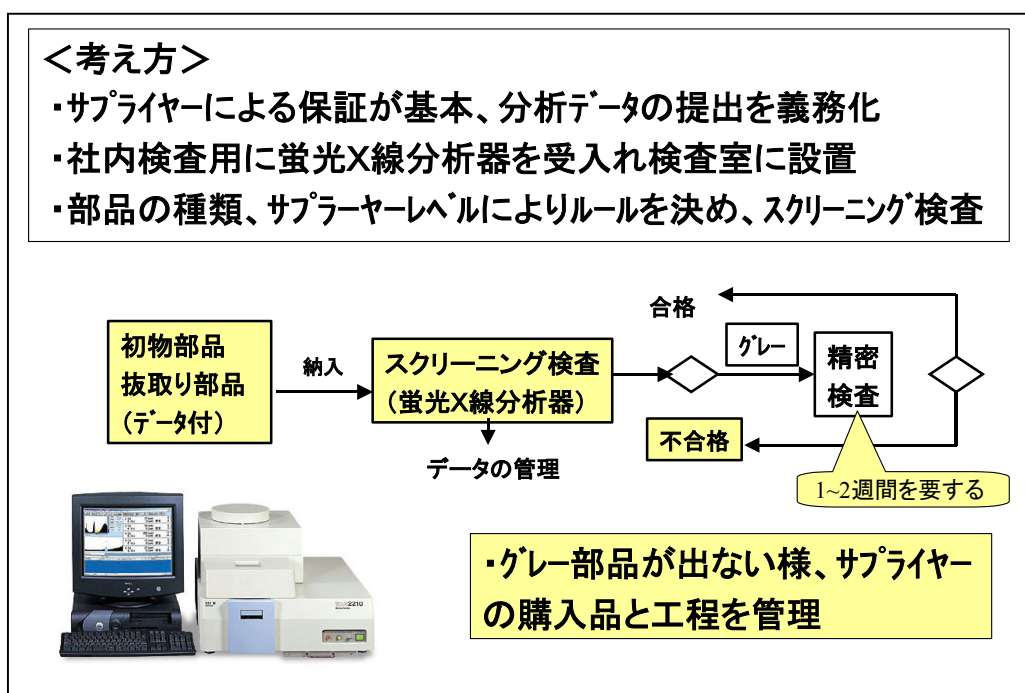 ＜考え方＞
・ｻﾌﾟﾗｲﾔｰによる保証が基本、分析ﾃﾞｰﾀの提出を義務化
・社内検査用に蛍光X線分析器を受入れ検査室に設置
・部品の種類、ｻﾌﾟﾗｰﾔｰﾚﾍﾞﾙによりルールを決め、ｽｸﾘｰﾆﾝｸﾞ検査
合格
初物部品
抜取り部品
(ﾃﾞｰﾀ付)
納入
スクリーニング検査
(蛍光X線分析器)
ｸﾞﾚｰ
精密
検査
不合格
データの管理
1~2週間を要する
・ｸﾞﾚｰ部品が出ない様、ｻﾌﾟﾗｲﾔｰ
の購入品と工程を管理